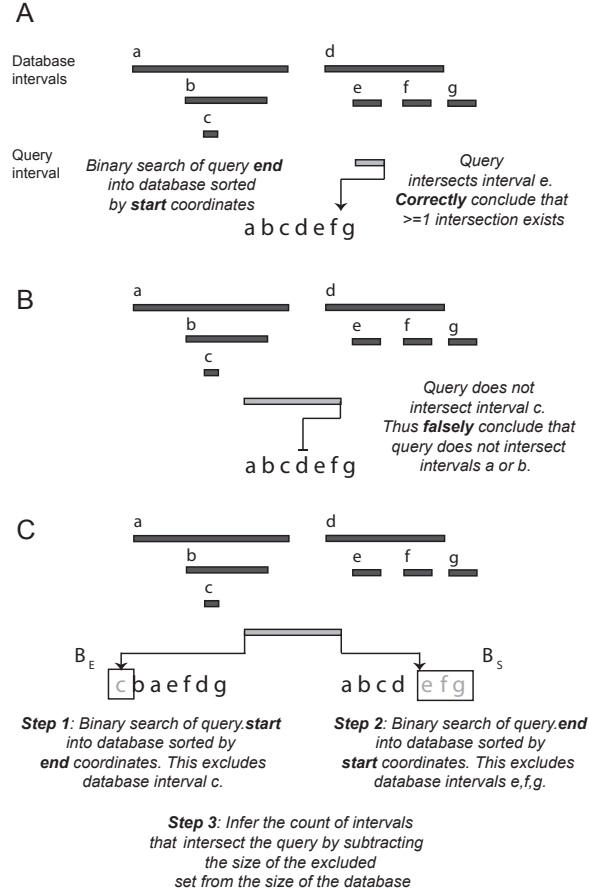 A
a
d
Database
intervals
b
e f g
c
Query
interval
Binary search of query end
into database sorted
by start coordinates
Query
intersects interval e.
Correctly conclude that
>=1 intersection exists
a b c d e f g
B
a
d
b
e f g
c
Query does not
intersect interval c.
Thus falsely conclude that
query does not intersect
intervals a or b.
a b c d e f g
C
a
d
b
e f g
c
BE
BS
c b a e f d g
a b c d e f g
Step 1: Binary search of query.start
into database sorted by
end coordinates. This excludes
database interval c.
Step 2: Binary search of query.end
into database sorted by
start coordinates. This excludes
database intervals e,f,g.
Step 3: Infer the count of intervals
that intersect the query by subtracting
the size of the excluded
set from the size of the database